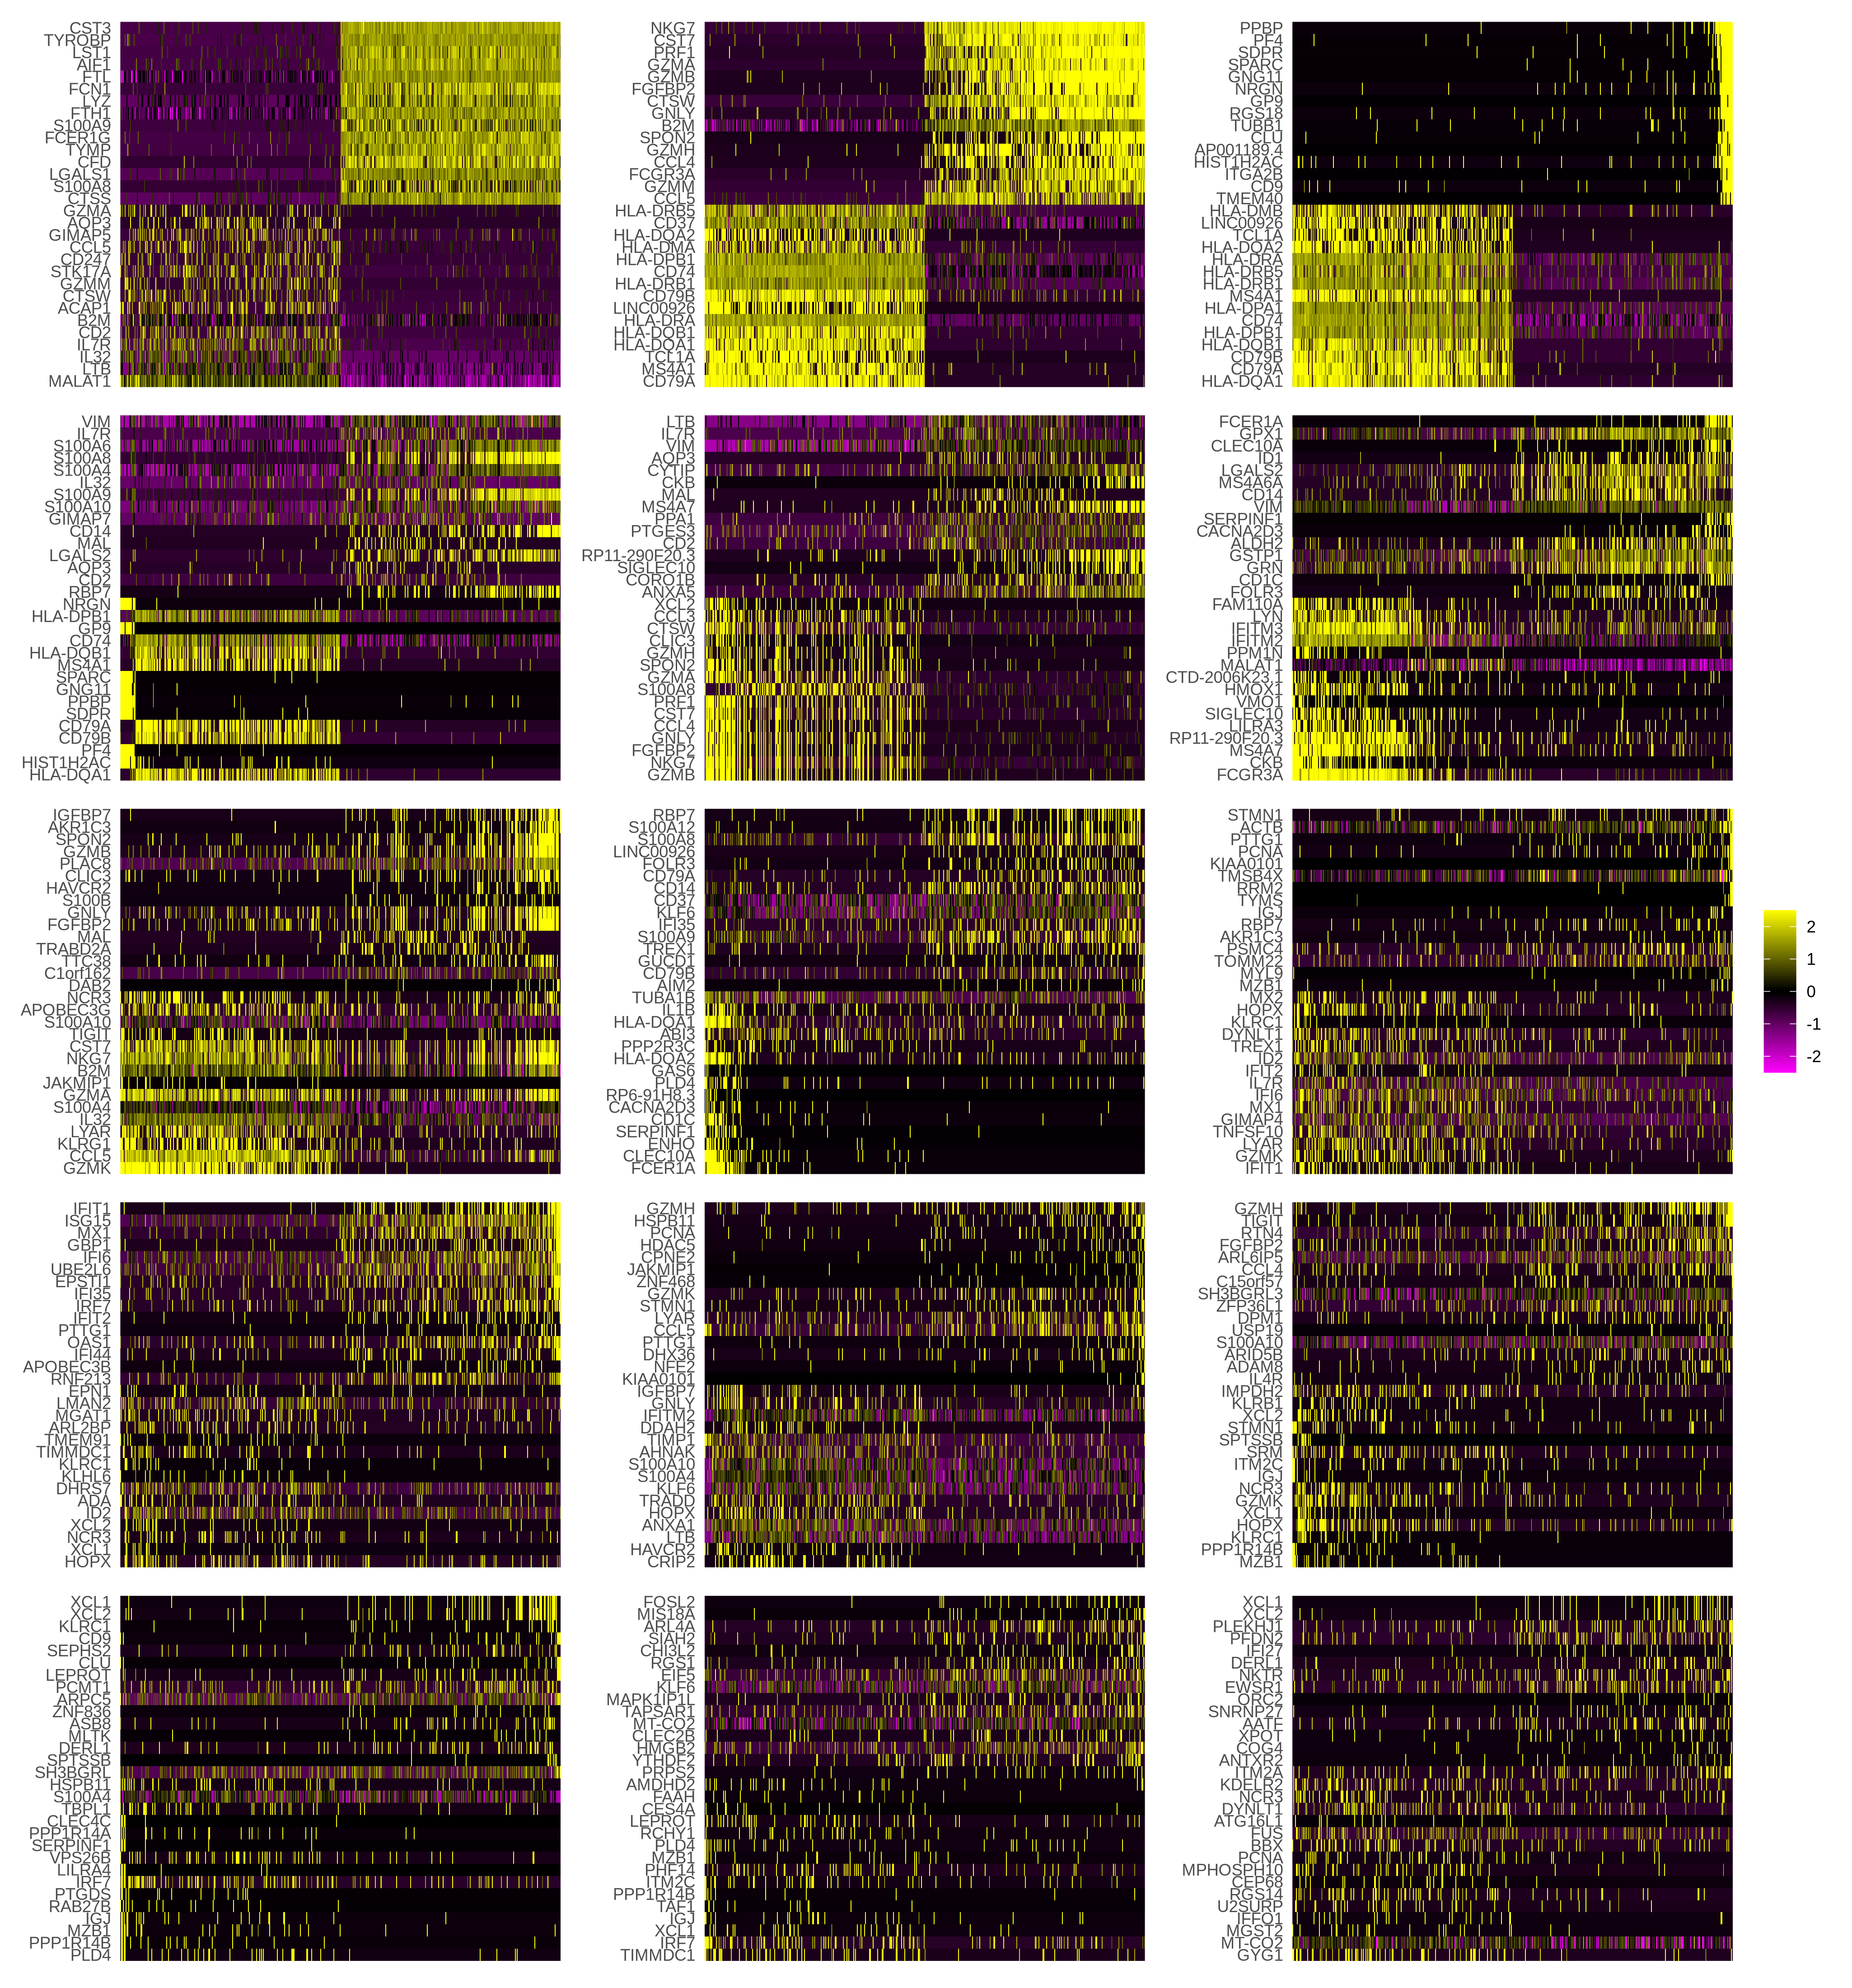 CST3
TYROBP
LST1
AIF1
FTL
FCN1
LYZ
FTH1
S100A9
FCER1G
TYMP
CFD
LGALS1
S100A8
CTSS
GZMA
AQP3
GIMAP5
CCL5
CD247
STK17A
GZMM
CTSW
ACAP1
B2M
CD2
IL7R
IL32
LTB
MALAT1
NKG7
CST7
PRF1
GZMA
GZMB
FGFBP2
CTSW
GNLY
B2M
SPON2
GZMH
CCL4
FCGR3A
GZMM
CCL5
HLA-DRB5
CD37
HLA-DQA2
HLA-DMA
HLA-DPB1
CD74
HLA-DRB1
CD79B
LINC00926
HLA-DRA
HLA-DQB1
HLA-DQA1
TCL1A
MS4A1
CD79A
PPBP
PF4
SDPR
SPARC
GNG11
NRGN
GP9
RGS18
TUBB1
CLU
AP001189.4
HIST1H2AC
ITGA2B
CD9
TMEM40
HLA-DMB
LINC00926
TCL1A
HLA-DQA2
HLA-DRA
HLA-DRB5
HLA-DRB1
MS4A1
HLA-DPA1
CD74
HLA-DPB1
HLA-DQB1
CD79B
CD79A
HLA-DQA1
VIM
IL7R
S100A6
S100A8
S100A4
IL32
S100A9
S100A10
GIMAP7
CD14
MAL
LGALS2
AQP3
CD2
RBP7
NRGN
HLA-DPB1
GP9
CD74
HLA-DQB1
MS4A1
SPARC
GNG11
PPBP
SDPR
CD79A
CD79B
PF4
HIST1H2AC
HLA-DQA1
LTB
IL7R
VIM
AQP3
CYTIP
CKB
MAL
MS4A7
PPA1
PTGES3
CD2
RP11-290F20.3
SIGLEC10
CORO1B
ANXA5
XCL2
CCL3
CTSW
CLIC3
GZMH
SPON2
GZMA
S100A8
PRF1
CST7
CCL4
GNLY
FGFBP2
NKG7
GZMB
FCER1A
GPX1
CLEC10A
ID1
LGALS2
MS4A6A
CD14
VIM
SERPINF1
CACNA2D3
ALDH2
GSTP1
GRN
CD1C
FOLR3
FAM110A
LYN
IFITM3
IFITM2
PPM1N
MALAT1
CTD-2006K23.1
HMOX1
VMO1
SIGLEC10
LILRA3
RP11-290F20.3
MS4A7
CKB
FCGR3A
IGFBP7
AKR1C3
SPON2
GZMB
PLAC8
CLIC3
HAVCR2
S100B
GNLY
FGFBP2
MAL
TRABD2A
TTC38
C1orf162
DAB2
NCR3
APOBEC3G
S100A10
TIGIT
CST7
NKG7
B2M
JAKMIP1
GZMA
S100A4
IL32
LYAR
KLRG1
CCL5
GZMK
RBP7
S100A12
S100A8
LINC00926
FOLR3
CD79A
CD14
CD37
KLF6
IFI35
S100A9
TREX1
GUCD1
CD79B
AIM2
TUBA1B
IL1B
HLA-DQA1
ABI3
PPP2R3C
HLA-DQA2
GAS6
PLD4
RP6-91H8.3
CACNA2D3
CD1C
SERPINF1
ENHO
CLEC10A
FCER1A
STMN1
ACTB
PTTG1
PCNA
KIAA0101
TMSB4X
RRM2
TYMS
IGJ
RBP7
AKR1C3
PSMC4
TOMM22
MYL9
MZB1
MX2
HOPX
KLRC1
DYNLT1
TREX1
ID2
IFIT2
IL7R
IFI6
MX1
GIMAP4
TNFSF10
LYAR
GZMK
IFIT1
2
1
0
-1
-2
IFIT1
ISG15
MX1
GBP1
IFI6
UBE2L6
EPSTI1
IFI35
IRF7
IFIT2
PTTG1
OAS1
IFI44
APOBEC3B
RNF213
EPN1
LMAN2
MGAT1
ARL2BP
TMEM91
TIMMDC1
KLRC1
KLHL6
DHRS7
ADA
ID2
XCL2
NCR3
XCL1
HOPX
GZMH
HSPB11
PCNA
HDAC5
CPNE2
JAKMIP1
ZNF468
GZMK
STMN1
LYAR
CCL5
PTTG1
DHX36
NFE2
KIAA0101
IGFBP7
GNLY
IFITM2
DDAH2
TIMP1
AHNAK
S100A10
S100A4
KLF6
TRADD
HOPX
ANXA1
LTB
HAVCR2
CRIP2
GZMH
TIGIT
RTN4
FGFBP2
ARL6IP5
CCL4
C15orf57
SH3BGRL3
ZFP36L1
DPM1
USP19
S100A10
ARID5B
ADAM8
IL4R
IMPDH2
KLRB1
XCL2
STMN1
SPTSSB
SRM
ITM2C
IGJ
NCR3
GZMK
XCL1
HOPX
KLRC1
PPP1R14B
MZB1
XCL1
XCL2
KLRC1
CD9
SEPHS2
CLU
LEPROT
PCMT1
ARPC5
ZNF836
ASB8
MLTK
DERL1
SPTSSB
SH3BGRL
HSPB11
S100A4
TBPL1
CLEC4C
PPP1R14A
SERPINF1
VPS26B
LILRA4
IRF7
PTGDS
RAB27B
IGJ
MZB1
PPP1R14B
PLD4
FOSL2
MIS18A
ARL4A
SIAH2
CHI3L2
RGS1
EIF5
KLF6
MAPK1IP1L
TAPSAR1
MT-CO2
CLEC2B
HMGB2
YTHDF2
PRPS2
AMDHD2
FAAH
CES4A
LEPROT
RCHY1
PLD4
MZB1
PHF14
ITM2C
PPP1R14B
TAF1
IGJ
XCL1
IRF7
TIMMDC1
XCL1
XCL2
PLEKHJ1
PFDN2
IFI27
DERL1
NKTR
EWSR1
ORC2
SNRNP27
AATF
XPOT
COG4
ANTXR2
ITM2A
KDELR2
NCR3
DYNLT1
ATG16L1
FUS
BBX
PCNA
MPHOSPH10
CEP68
RGS14
U2SURP
IFFO1
MGST2
MT-CO2
GYG1